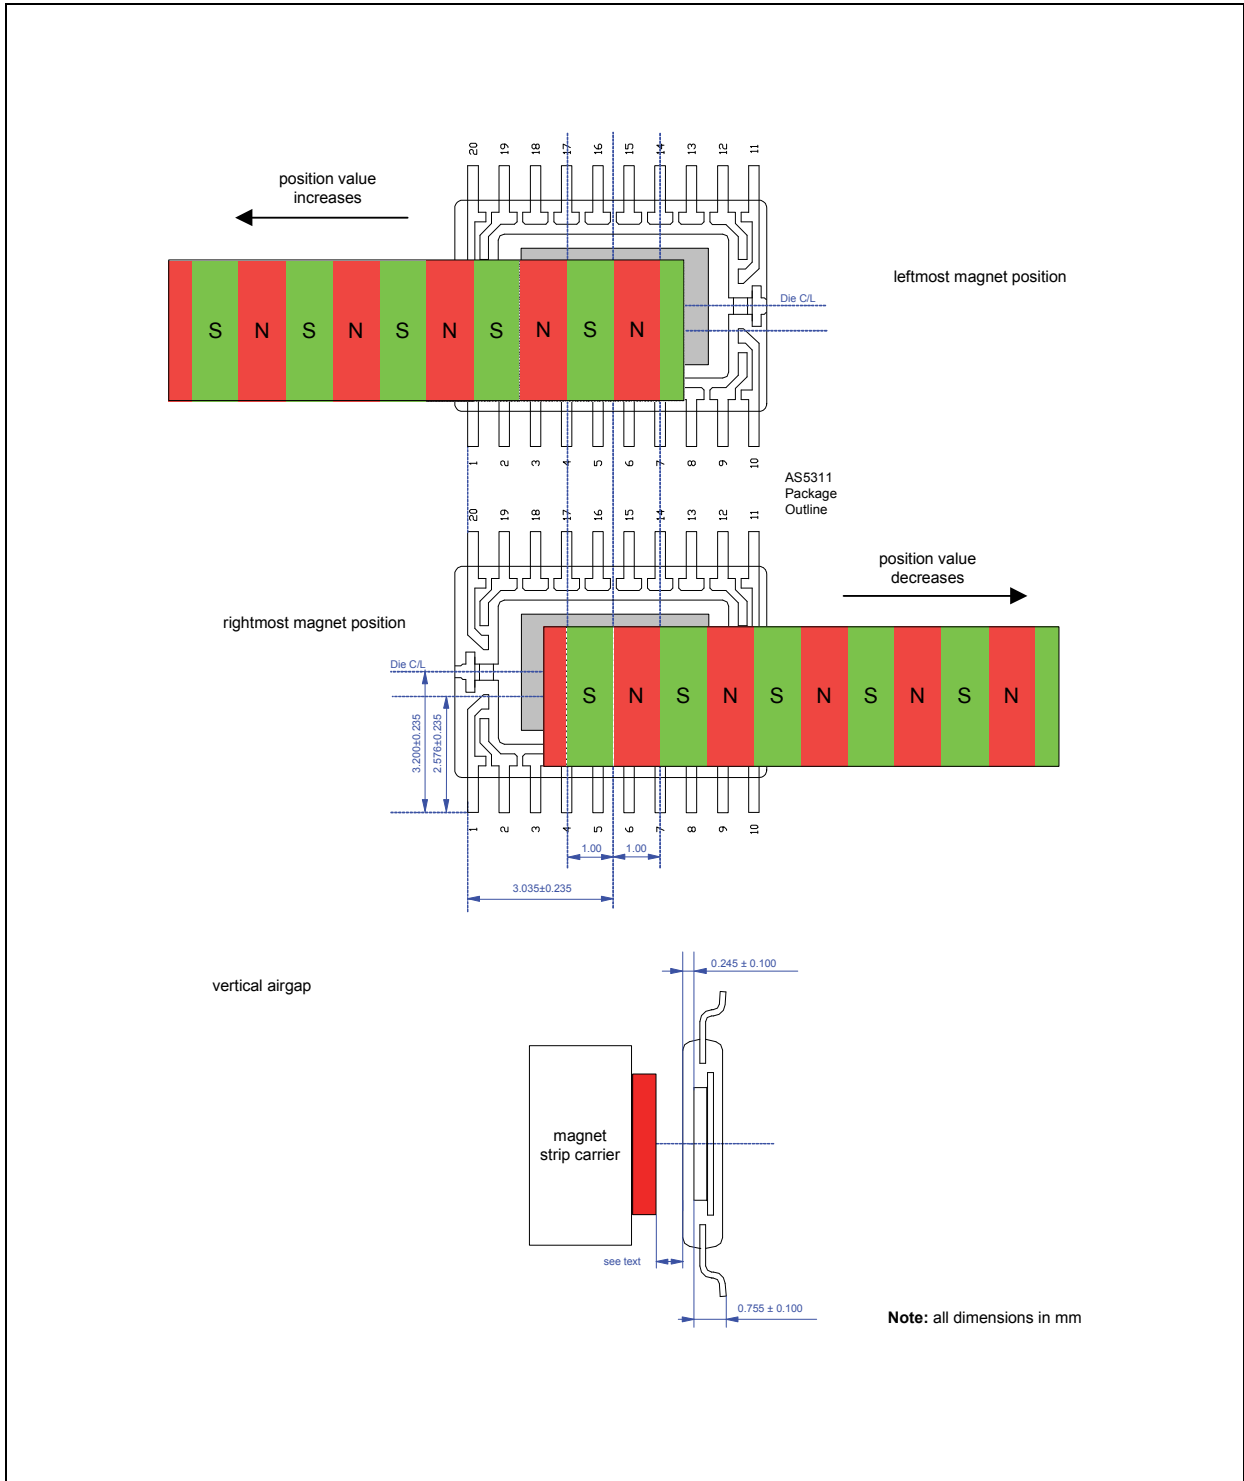 20 19 18 17 16 15 14 13 12 11
position value
increases
leftmost magnet position
Die C/L
S N S N S N S N S N
1 2 3 4 5 6 7 8 9 10
AS5311
Package
Outline
20 19 18 17 16 15 14 13 12 11
position value
decreases
rightmost magnet position
Die C/L
S N S N S N S N S N
3.200±0.235
2.576±0.235
1 2 3 4 5 6 7 8 9 10
1.00 1.00
3.035±0.235
0.245 ± 0.100
vertical airgap
magnet
strip carrier
see text
0.755 ± 0.100
Note: all dimensions in mm